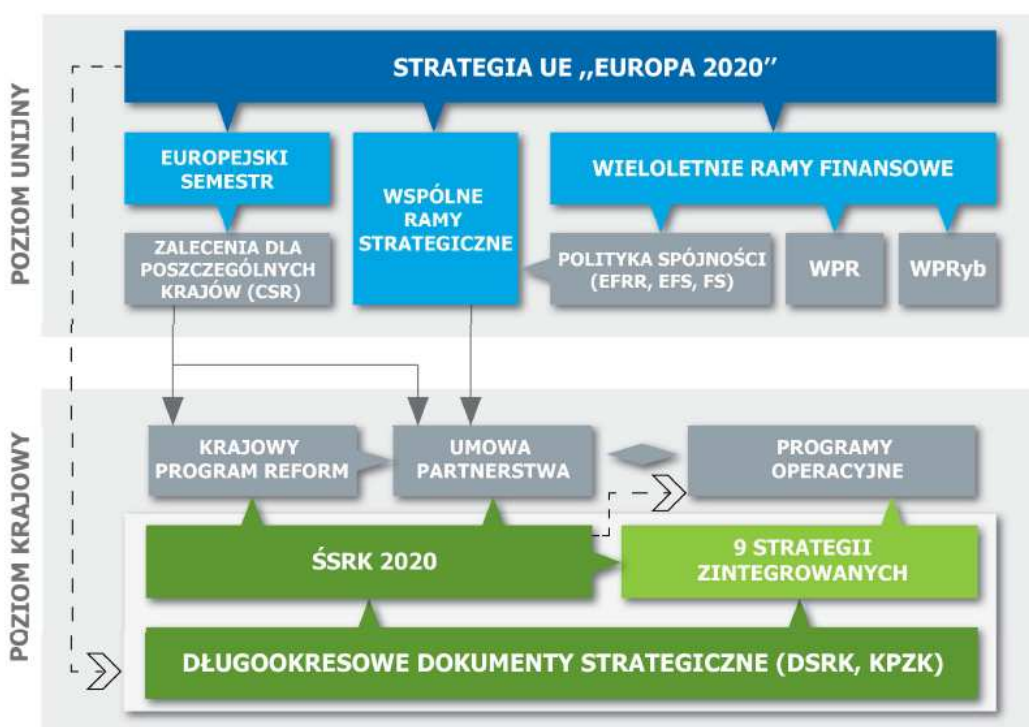 POZIOM UNIJNY
STRATEGIA UE ,,EUROPA 2020”
EUROPEJSKI
SEMESTR
WSPÓLNE
RAMY
STRATEGICZNE
WIELOLETNIE RAMY FINANSOWE
ZALECENIA DLA
POSZCZEGÓLNYCH
KRAJÓW (CSR)
POLITYKA SPÓJNOŚCI
(EFRR, EFS, FS)
WPR
WPRyb
POZIOM KRAJOWY
KRAJOWY
PROGRAM REFORM
UMOWA
PARTNERSTWA
PROGRAMY
OPERACYJNE
ŚSRK 2020
9 STRATEGII
ZINTEGROWANYCH
DŁUGOOKRESOWE DOKUMENTY STRATEGICZNE (DSRK, KPZK)